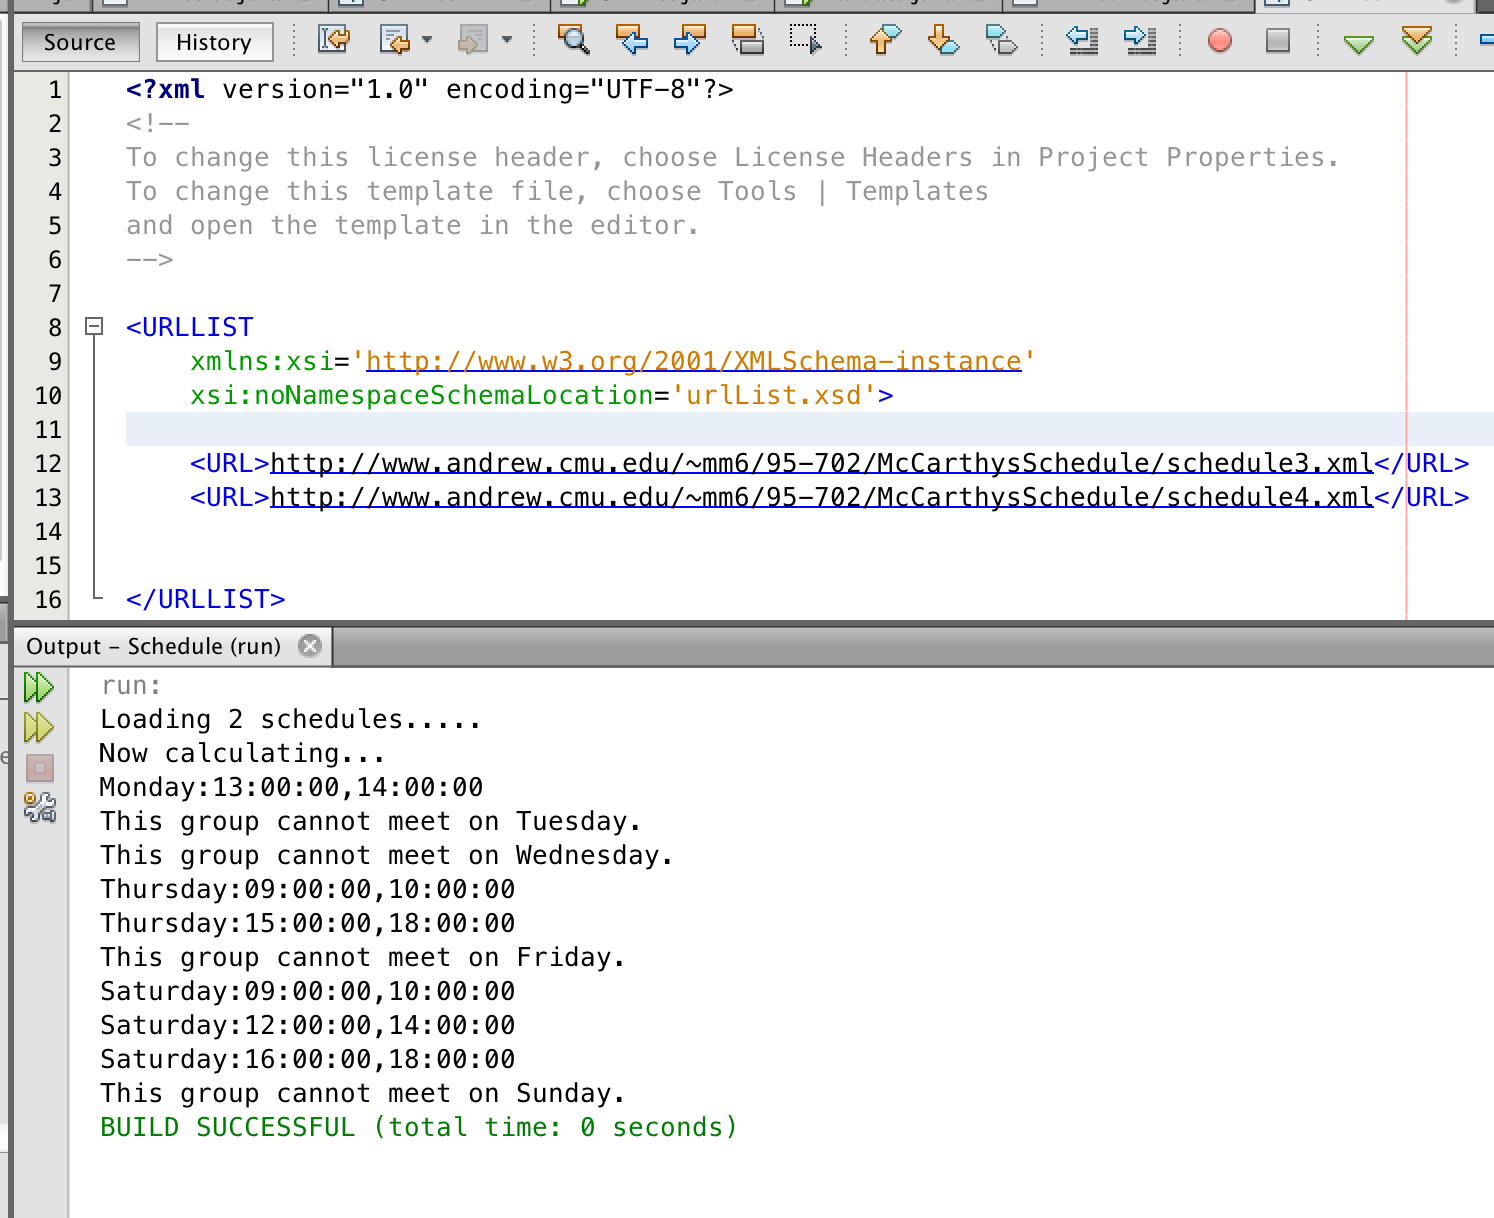 Source History
1 <?xml version="1.0" encoding="UTF-8"?>
2 <!--
3 To change this license header, choose License Headers in Project Properties.
4 To change this template file, choose Tools | Templates
5 and open the template in the editor.
6 -->
7
8 <URLLIST
9 xmlns:xsi='http://www.w3.org/2001/XMLSchema-instance'
10 xsi:noNamespaceSchemaLocation='urlList.xsd'>
11
12 <URL>http://www.andrew.cmu.edu/~mm6/95-702/McCarthysSchedule/schedule3.xml</URL>
13 <URL>http://www.andrew.cmu.edu/~mm6/95-702/McCarthysSchedule/schedule4.xml</URL>
14
15
16 </URLLIST>
Output - Schedule (run)
run:
Loading 2 schedules.....
Now calculating...
Monday:13:00:00,14:00:00
This group cannot meet on Tuesday.
This group cannot meet on Wednesday.
Thursday:09:00:00,10:00:00
Thursday:15:00:00,18:00:00
This group cannot meet on Friday.
Saturday:09:00:00,10:00:00
Saturday:12:00:00,14:00:00
Saturday:16:00:00,18:00:00
This group cannot meet on Sunday.
BUILD SUCCESSFUL (total time: 0 seconds)